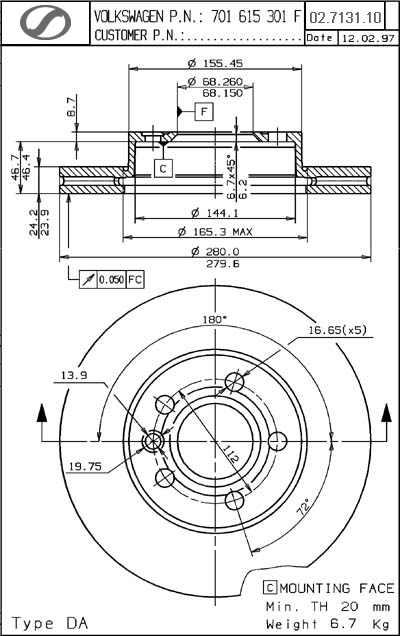 VOLKSWAGEN P.N.: 701 615 301 F
02.7131.10
CUSTOMER P.N.:.................
Date 12.02.97
ø 155.45
ø 68.260
68.150
8.7
F
C
46.7
46.4
6.7x45°
6.2
24.2
23.9
ø 144.1
ø 165.3 MAX
ø 280.0
279.6
0.050 FC
180°
16.65(x5)
13.9
19.75
112
72°
C MOUNTING FACE
Min. TH 20 mm
Type DA
Weight 6.7 Kg